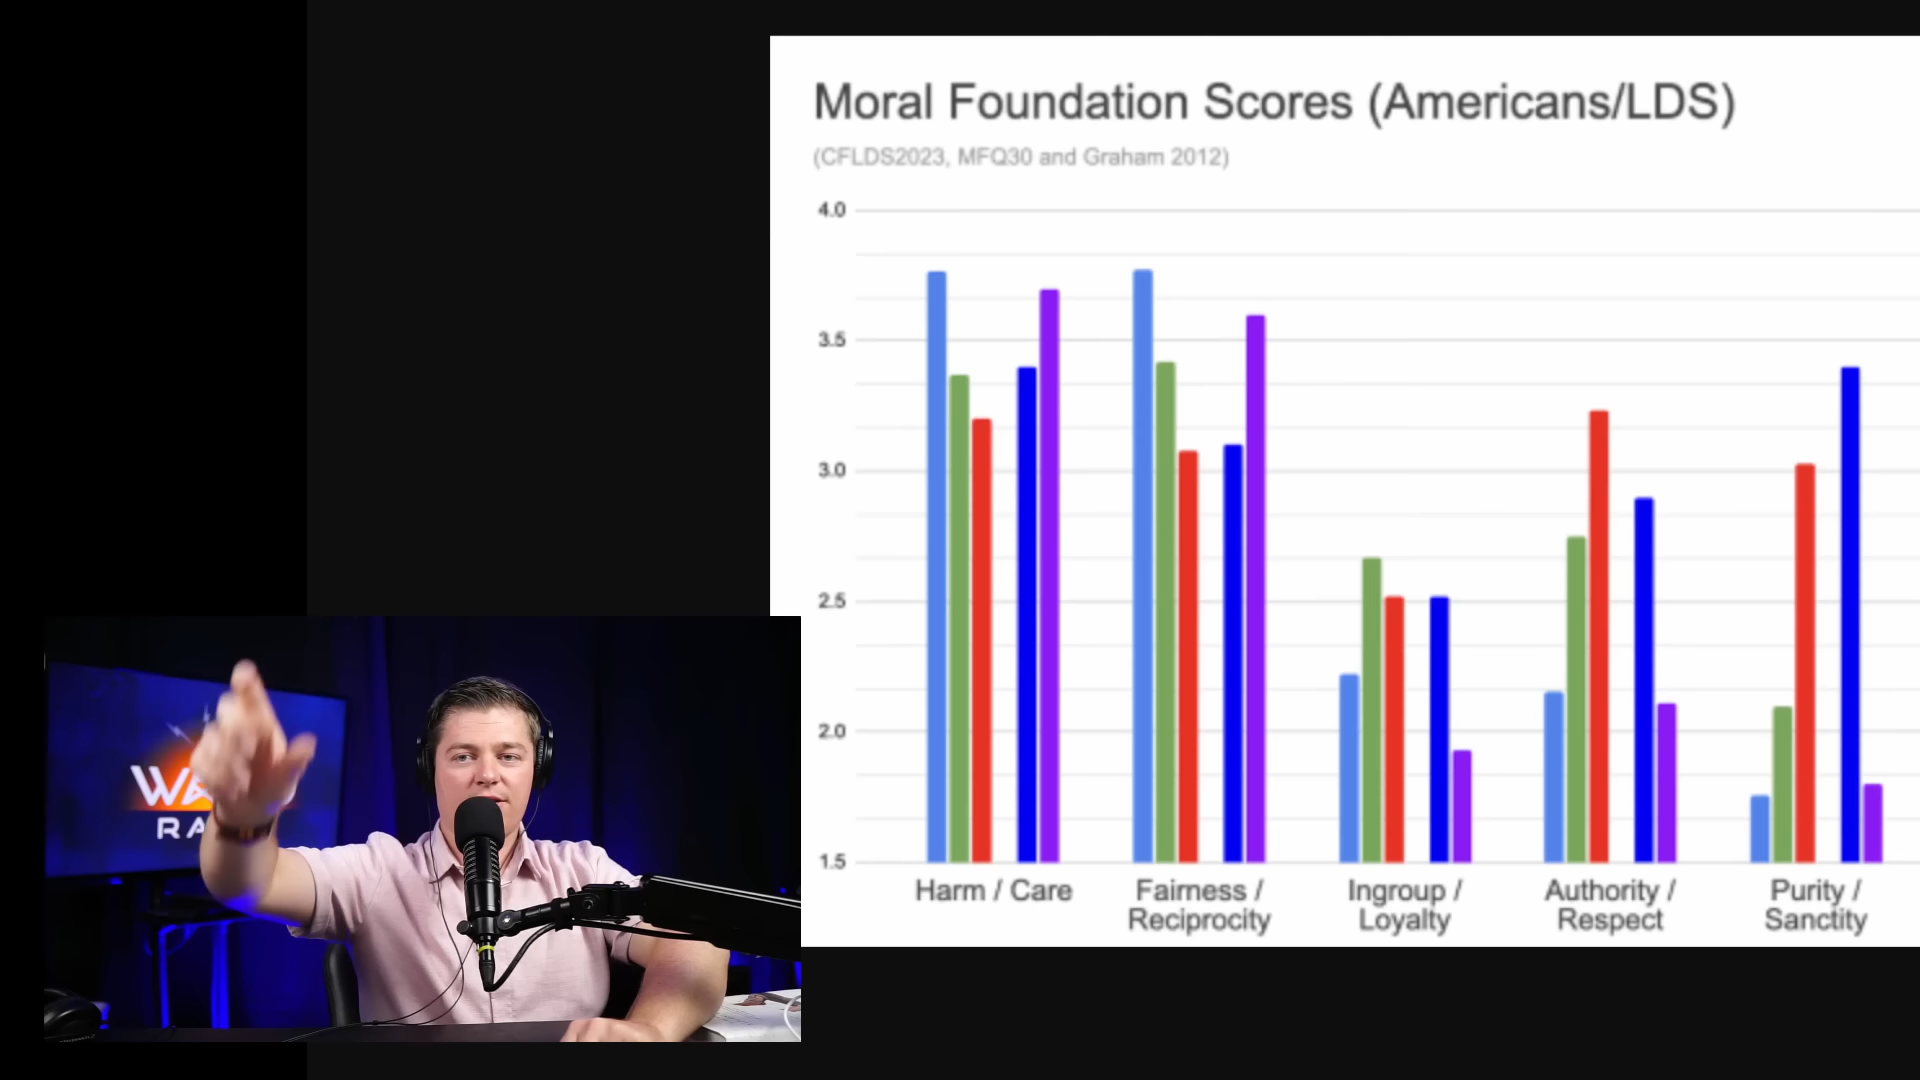 Moral Foundation Scores (Americans/LDS)
(CFLDS2023, MFQ30 and Graham 2012)
4.0
3.5
3.0
2.5
2.0
1.5
Harm / Care
Fairness /
Reciprocity
Ingroup /
Loyalty
Authority /
Respect
Purity /
Sanctity